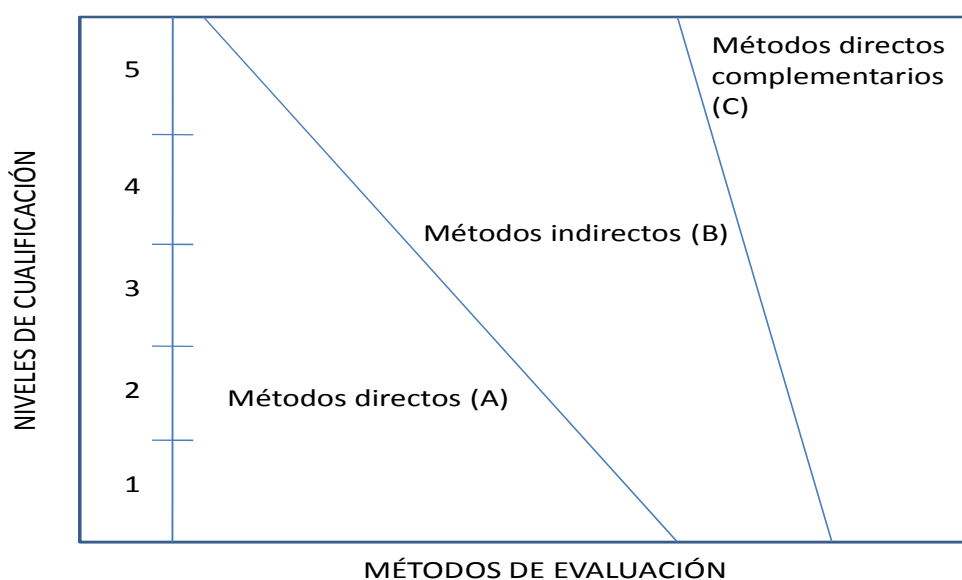 NIVELES DE CUALIFICACIÓN
5
4
3
2
1
Métodos directos
complementarios
(C)
Métodos indirectos (B)
Métodos directos (A)
MÉTODOS DE EVALUACIÓN